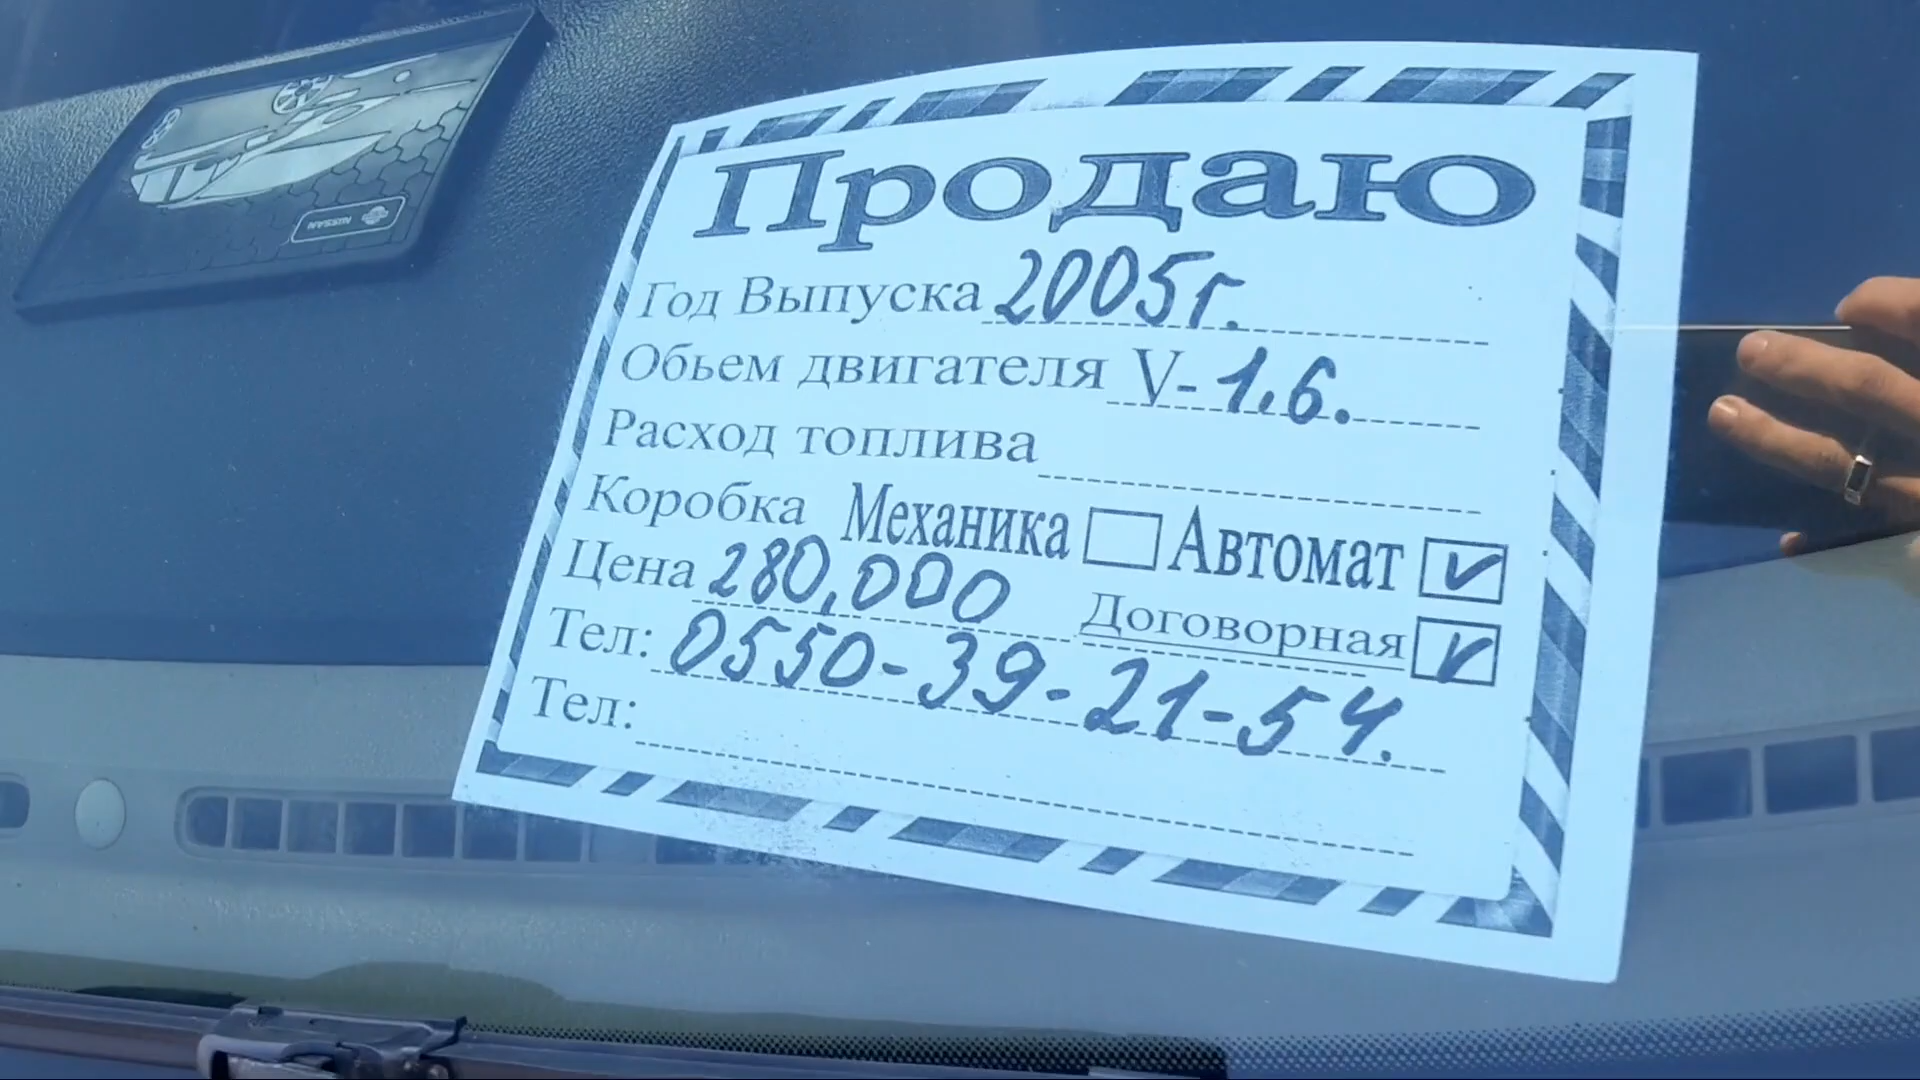 NISSAN
Продаю
Год Выпуска 2005г.
Обьем двигателя V-1.6.
Расход топлива
Коробка Механика Автомат
Цена 280,000 Договорная
Тел: 0550-39-21-54.
Тел: